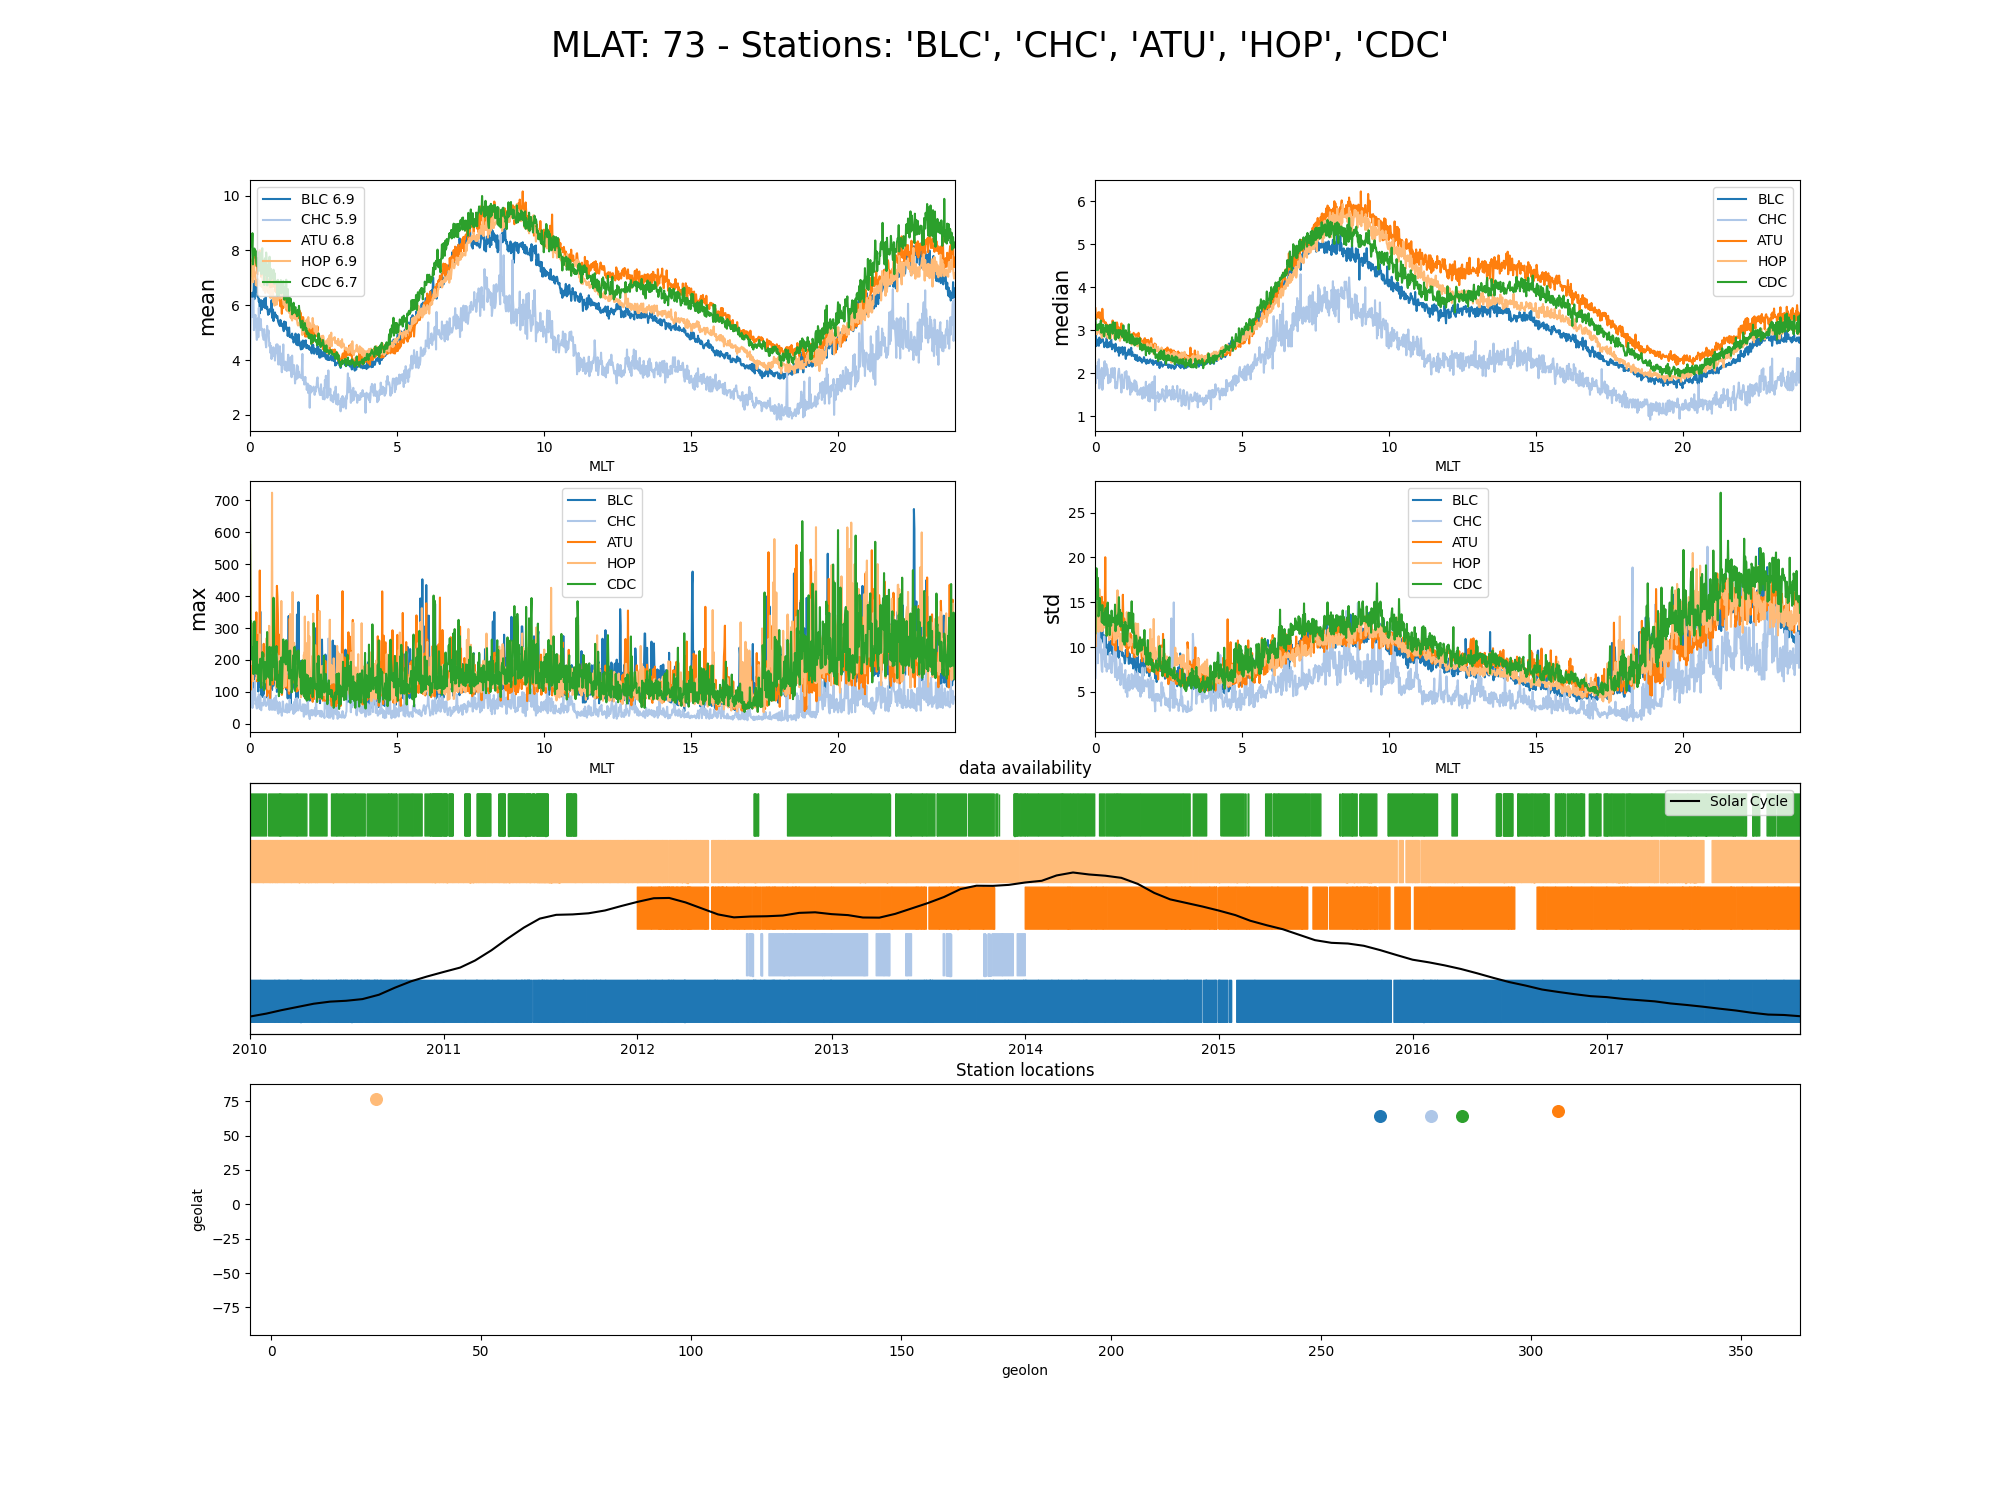 MLAT: 73 - Stations: 'BLC', 'CHC', 'ATU', 'HOP', 'CDC'
mean
10
8
6
4
2
BLC 6.9
CHC 5.9
ATU 6.8
HOP 6.9
CDC 6.7
0 5 10 15 20
MLT
median
6
5
4
3
2
1
BLC
CHC
ATU
HOP
CDC
0 5 10 15 20
MLT
max
700
600
500
400
300
200
100
0
BLC
CHC
ATU
HOP
CDC
0 5 10 15 20
MLT
std
25
20
15
10
5
BLC
CHC
ATU
HOP
CDC
0 5 10 15 20
MLT
data availability
Solar Cycle
2010 2011 2012 2013 2014 2015 2016 2017
Station locations
geolat
75
50
25
0
−25
−50
−75
0 50 100 150 200 250 300 350
geolon